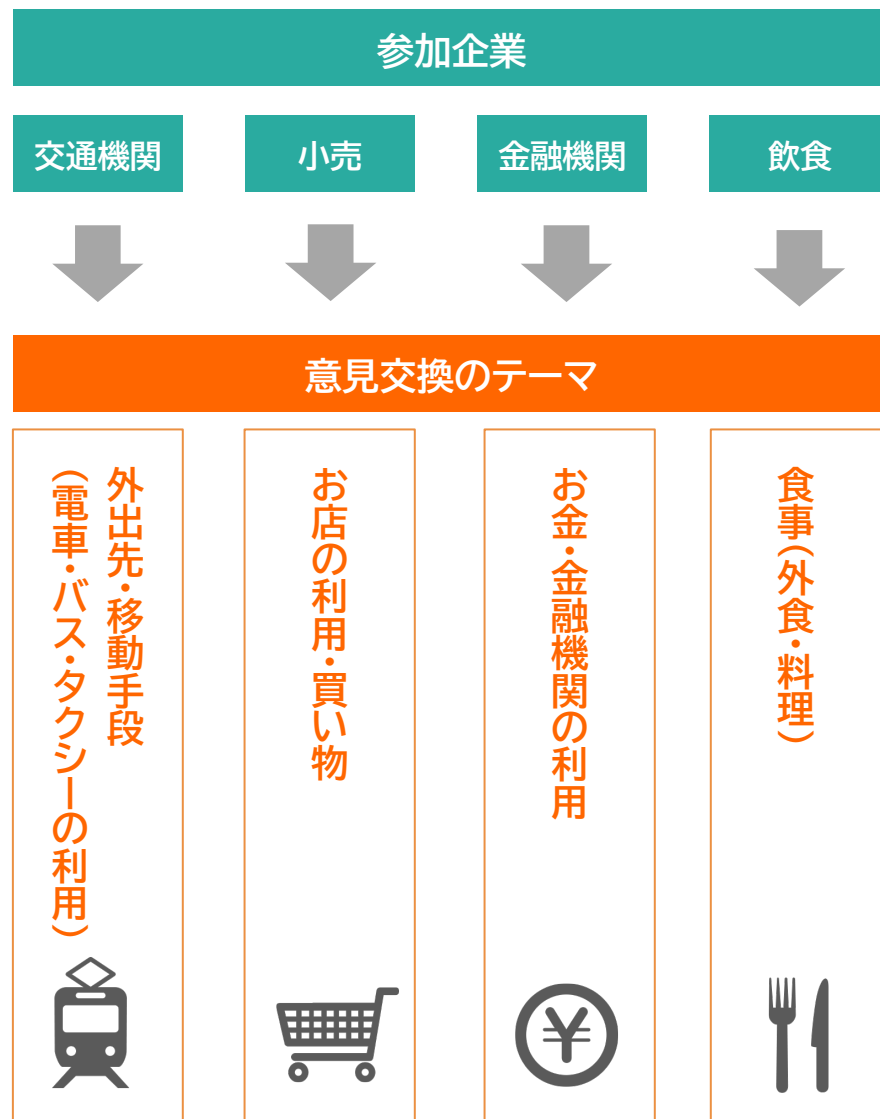 参加企業
交通機関
小売
金融機関
飲食
意見交換のテーマ
外出先・移動手段
(電車・バス・タクシーの利用)
お店の利用・買い物
お金・金融機関の利用
食事(外食・料理)
¥